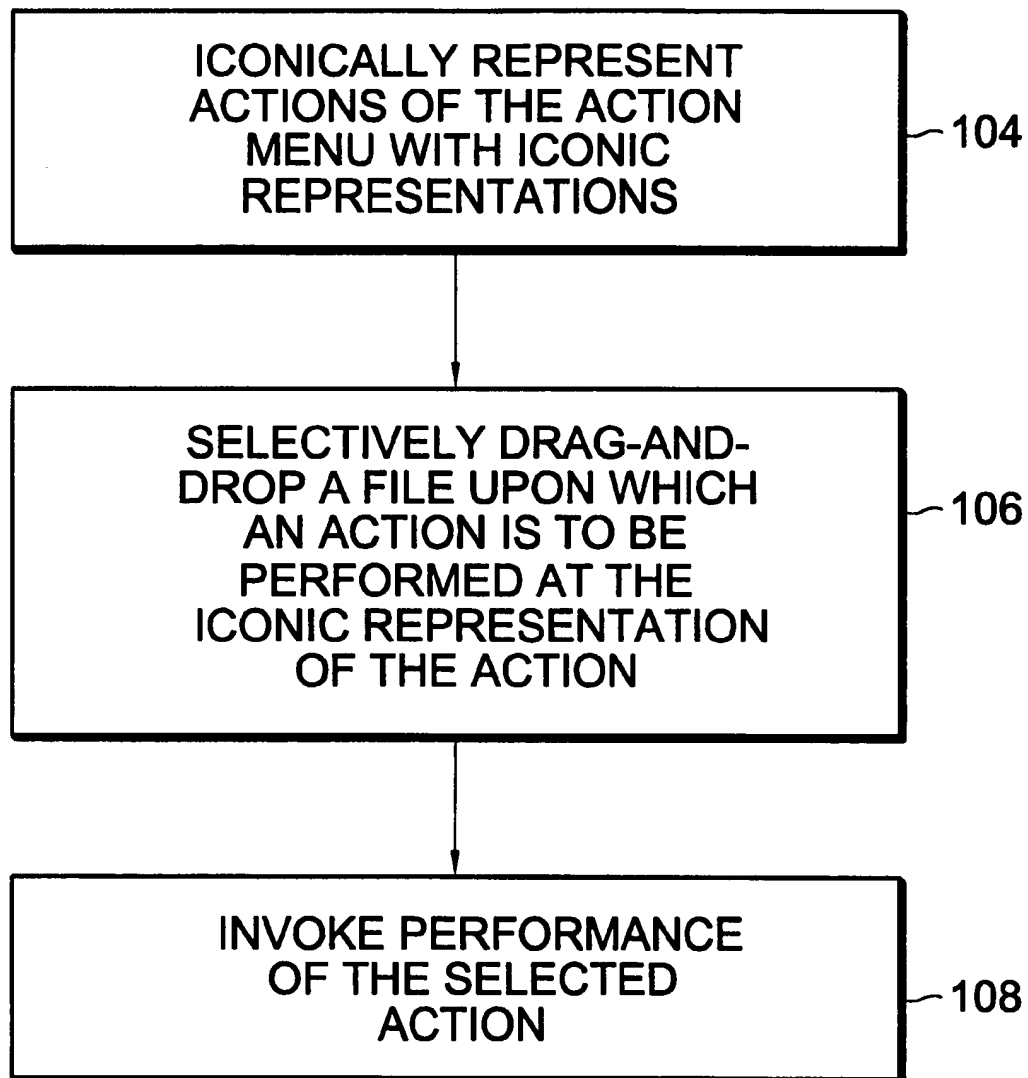 ICONICALLY REPRESENT
ACTIONS OF THE ACTION
MENU WITH ICONIC
REPRESENTATIONS
104
SELECTIVELY DRAG-AND-
DROP A FILE UPON WHICH
AN ACTION IS TO BE
PERFORMED AT THE
ICONIC REPRESENTATION
OF THE ACTION
106
INVOKE PERFORMANCE
OF THE SELECTED
ACTION
108